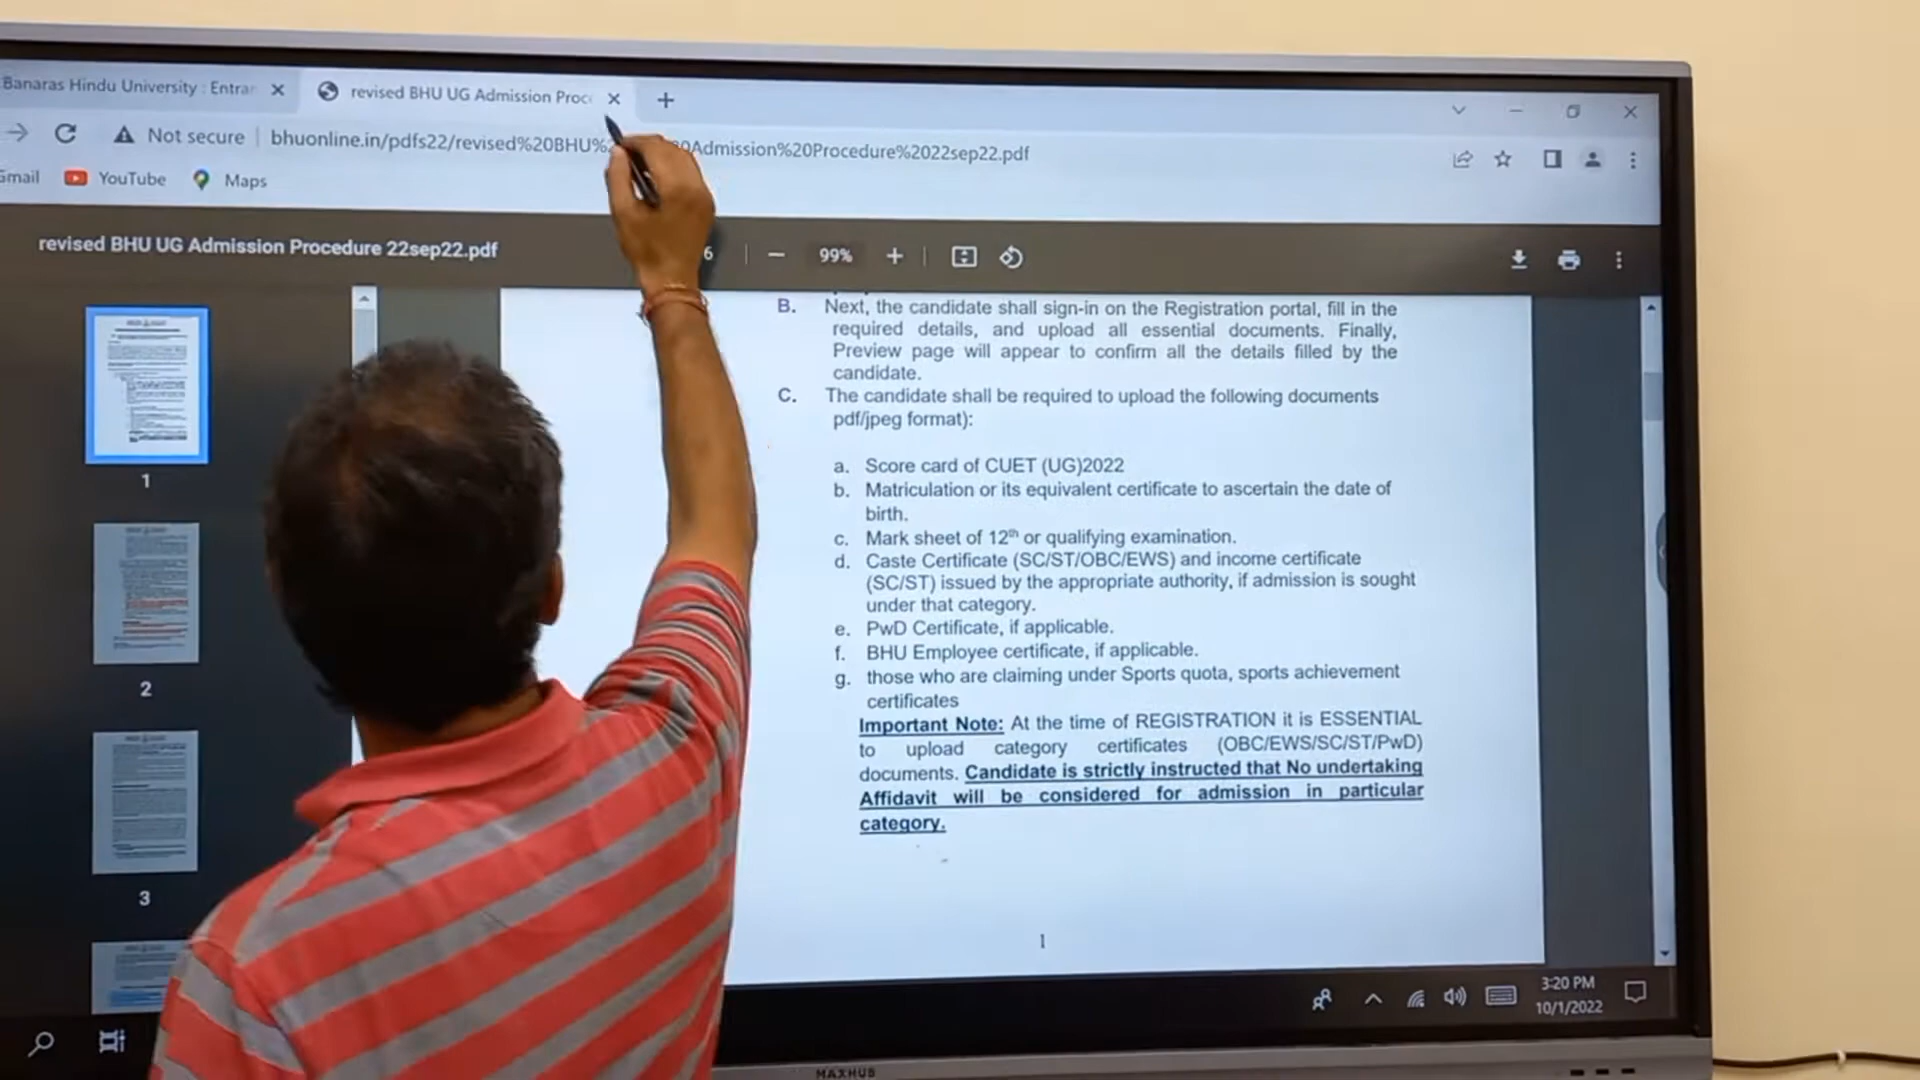 Banaras Hindu University : Entra
revised BHU UG Admission Proc
Not secure
bhuonline.in/pdfs22/revised%20BHU%
Admission%20Procedure%2022sep22.pdf
Gmail
YouTube
Maps
revised BHU UG Admission Procedure 22sep22.pdf
6
99%
B. Next, the candidate shall sign-in on the Registration portal, fill in the
required details, and upload all essential documents. Finally,
Preview page will appear to confirm all the details filled by the
candidate.
C. The candidate shall be required to upload the following documents
pdf/jpeg format):
a. Score card of CUET (UG)2022
b. Matriculation or its equivalent certificate to ascertain the date of
birth.
c. Mark sheet of 12th or qualifying examination.
d. Caste Certificate (SC/ST/OBC/EWS) and income certificate
(SC/ST) issued by the appropriate authority, if admission is sought
under that category.
e. PwD Certificate, if applicable.
f. BHU Employee certificate, if applicable.
g. those who are claiming under Sports quota, sports achievement
certificates
Important Note: At the time of REGISTRATION it is ESSENTIAL
to upload category certificates (OBC/EWS/SC/ST/PwD)
documents. Candidate is strictly instructed that No undertaking
Affidavit will be considered for admission in particular
category.
1
1
2
3
3:20 PM
10/1/2022
MAXHUB